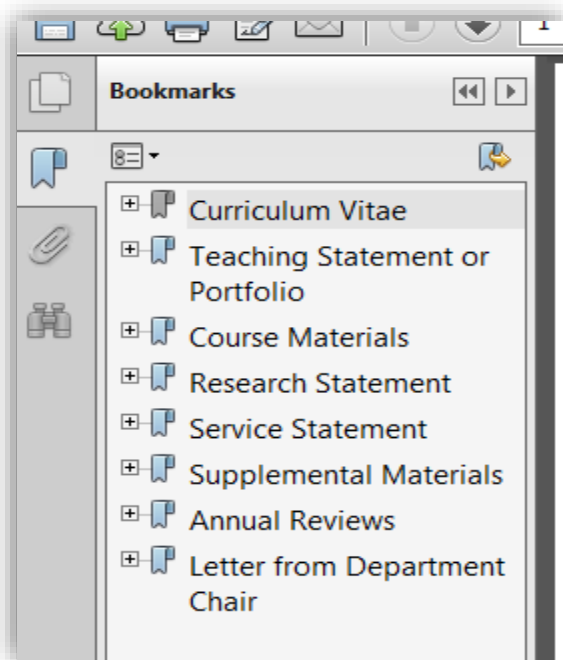 1
Bookmarks
Curriculum Vitae
Teaching Statement or
Portfolio
Course Materials
Research Statement
Service Statement
Supplemental Materials
Annual Reviews
Letter from Department
Chair